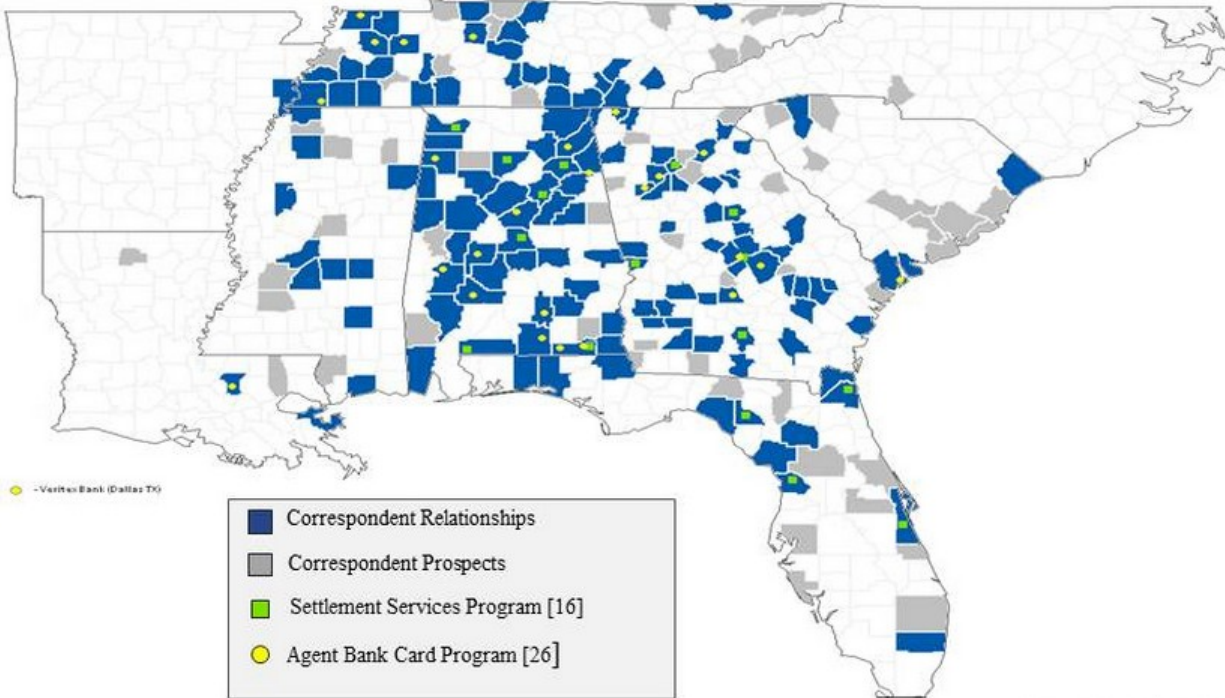 - Veritex Bank (Dallas TX)
Correspondent Relationships
Correspondent Prospects
Settlement Services Program [16]
Agent Bank Card Program [26]